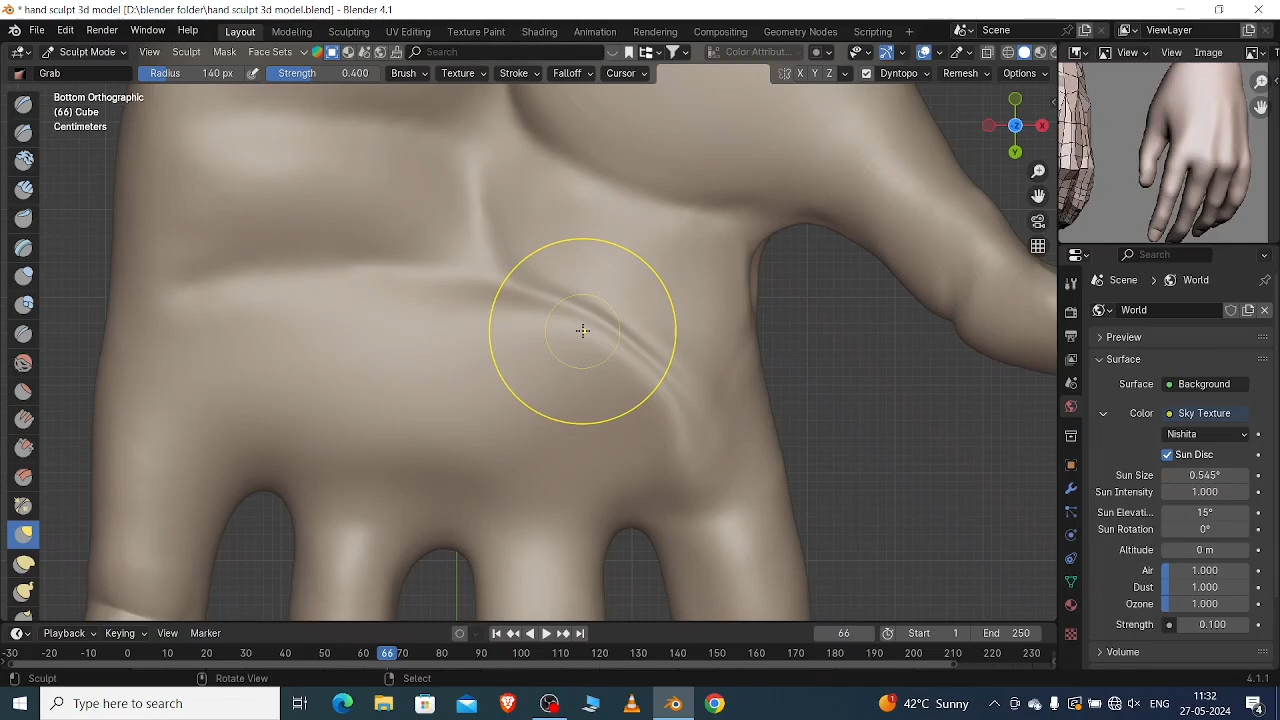 * hand sculpt 3d model [D:\blender folder\hand sculpt 3d model.blend] - Blender 4.1
File Edit Render Window Help Layout Modeling Sculpting UV Editing Texture Paint Shading Animation Rendering Compositing Geometry Nodes Scripting + Scene ViewLayer
Sculpt Mode View Sculpt Mask Face Sets Search Color Attribut... View View Image
Grab Radius 140 px Strength 0.400 Brush Texture Stroke Falloff Cursor X Y Z Dyntopo Remesh Options
Bottom Orthographic
(66) Cube
Centimeters
-Z X
Y
Search
Scene World
World
Preview
Surface
Surface Background
Color Sky Texture
Nishita
Sun Disc
Sun Size 0.545°
Sun Intensity 1.000
Sun Elevati... 15°
Sun Rotation 0°
Altitude 0 m
Air 1.000
Dust 1.000
Ozone 1.000
Strength 0.100
Volume
Playback Keying View Marker 66 Start 1 End 250
-30 -20 -10 0 10 20 30 40 50 66 70 80 90 100 110 120 130 140 150 160 170 180 190 200 210 220 230
Sculpt Rotate View Select 4.1.1
Type here to search 42°C Sunny ENG 11:32 27-05-2024 4